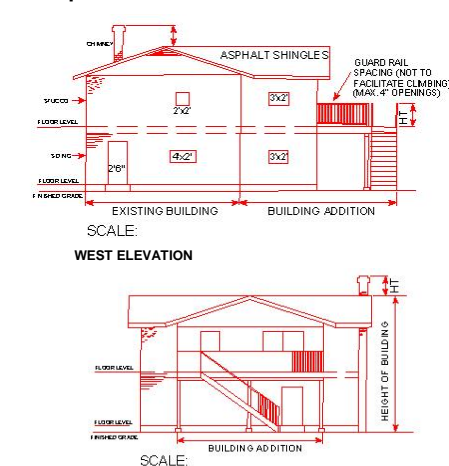 CHIMNEY
ASPHALT SHINGLES
GUARD RAIL
SPACING (NOT TO
FACILITATE CLIMBING)
(MAX. 4" OPENINGS)
STUCCO
2'x2'
3'x2'
HT
FLOOR LEVEL
SIDING
4'x2'
3'x2'
2'6"
FLOOR LEVEL
FINISHED GRADE
EXISTING BUILDING
BUILDING ADDITION
SCALE:
WEST ELEVATION
HT
HEIGHT OF BUILDING
FLOOR LEVEL
FLOOR LEVEL
FINISHED GRADE
BUILDING ADDITION
SCALE: